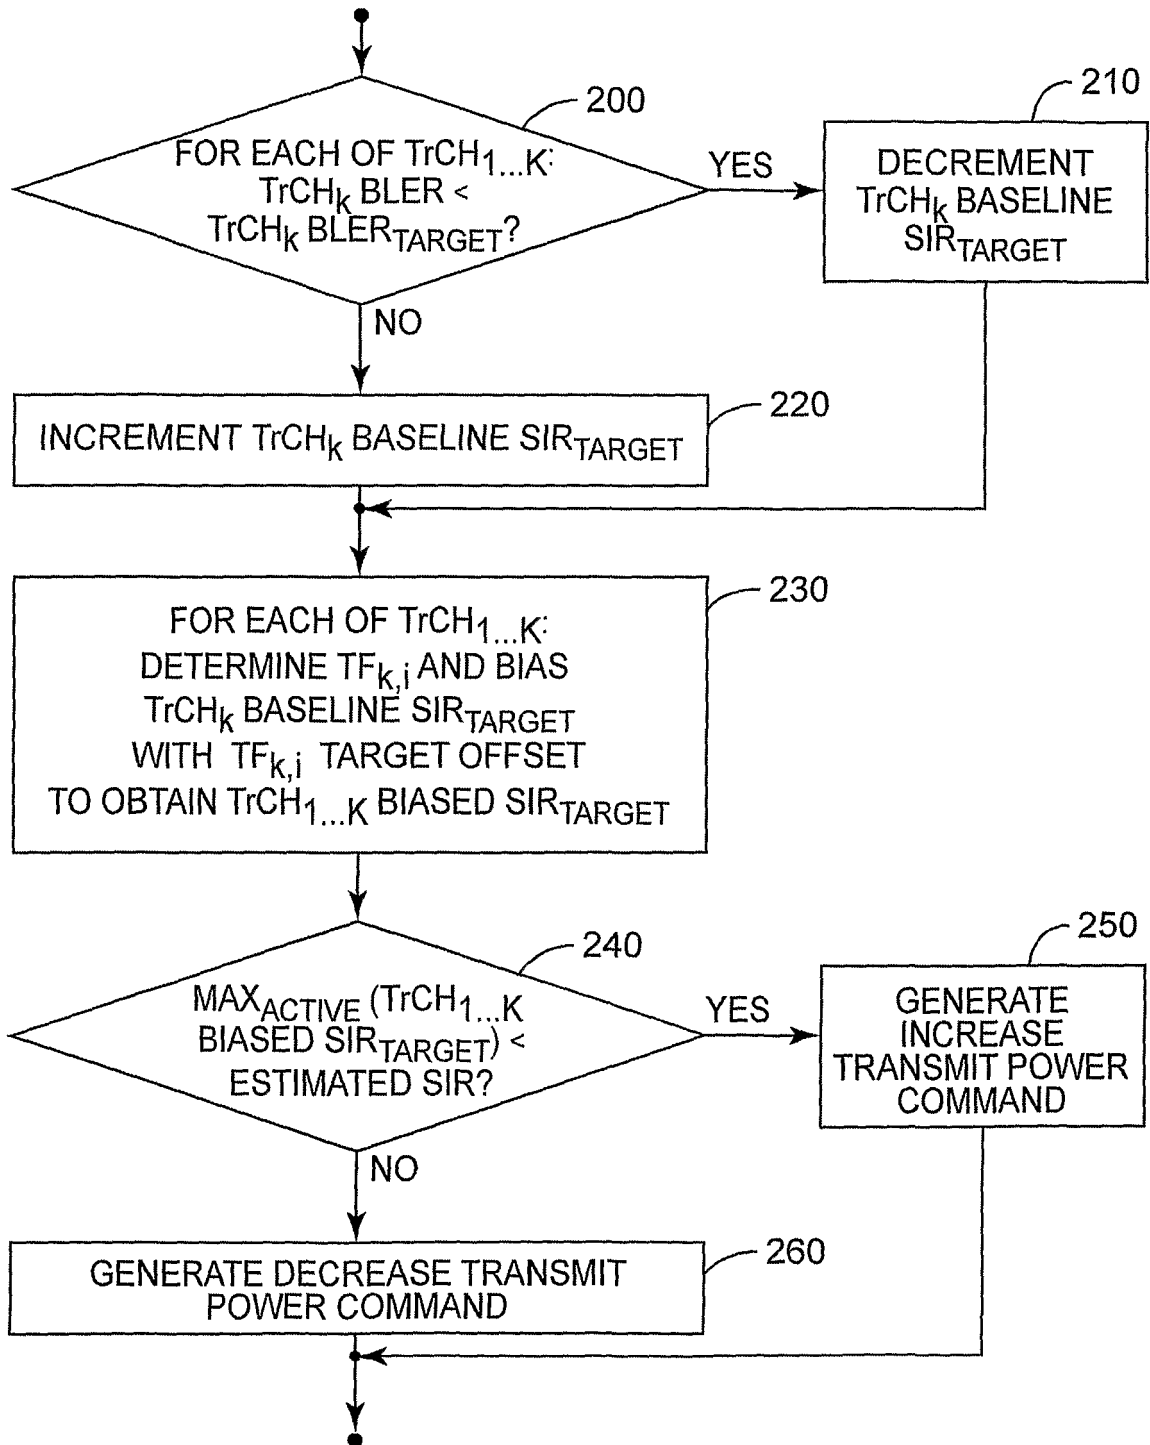 200
FOR EACH OF TrCH1...K:
TrCHk BLER <
TrCHk BLERTARGET?
YES
210
DECREMENT
TrCHk BASELINE
SIRTARGET
NO
220
INCREMENT TrCHk BASELINE SIRTARGET
230
FOR EACH OF TrCH1...K:
DETERMINE TFk,i AND BIAS
TrCHk BASELINE SIRTARGET
WITH TFk,i TARGET OFFSET
TO OBTAIN TrCH1...K BIASED SIRTARGET
240
MAXACTIVE (TrCH1...K
BIASED SIRTARGET) <
ESTIMATED SIR?
YES
250
GENERATE
INCREASE
TRANSMIT POWER
COMMAND
NO
260
GENERATE DECREASE TRANSMIT
POWER COMMAND